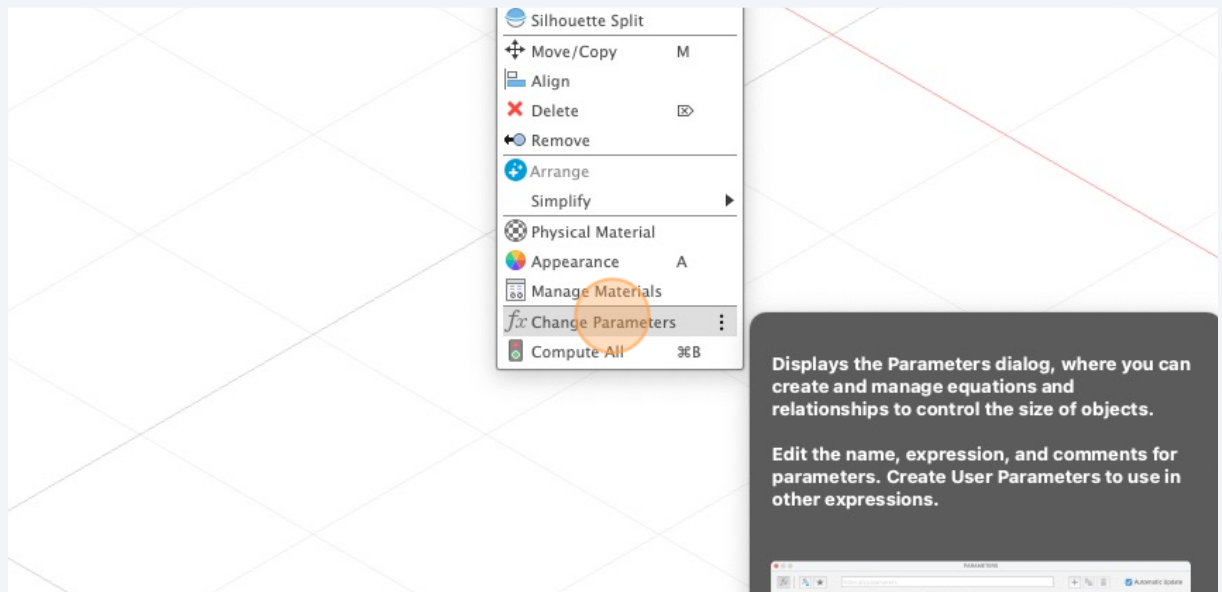 Silhouette Split
Move/Copy M
Align
Delete
Remove
Arrange
Simplify
Physical Material
Appearance A
Manage Materials
fx Change Parameters
Compute All ⌘B
Displays the Parameters dialog, where you can
create and manage equations and
relationships to control the size of objects.
Edit the name, expression, and comments for
parameters. Create User Parameters to use in
other expressions.
PARAMETERS
Automatic Update